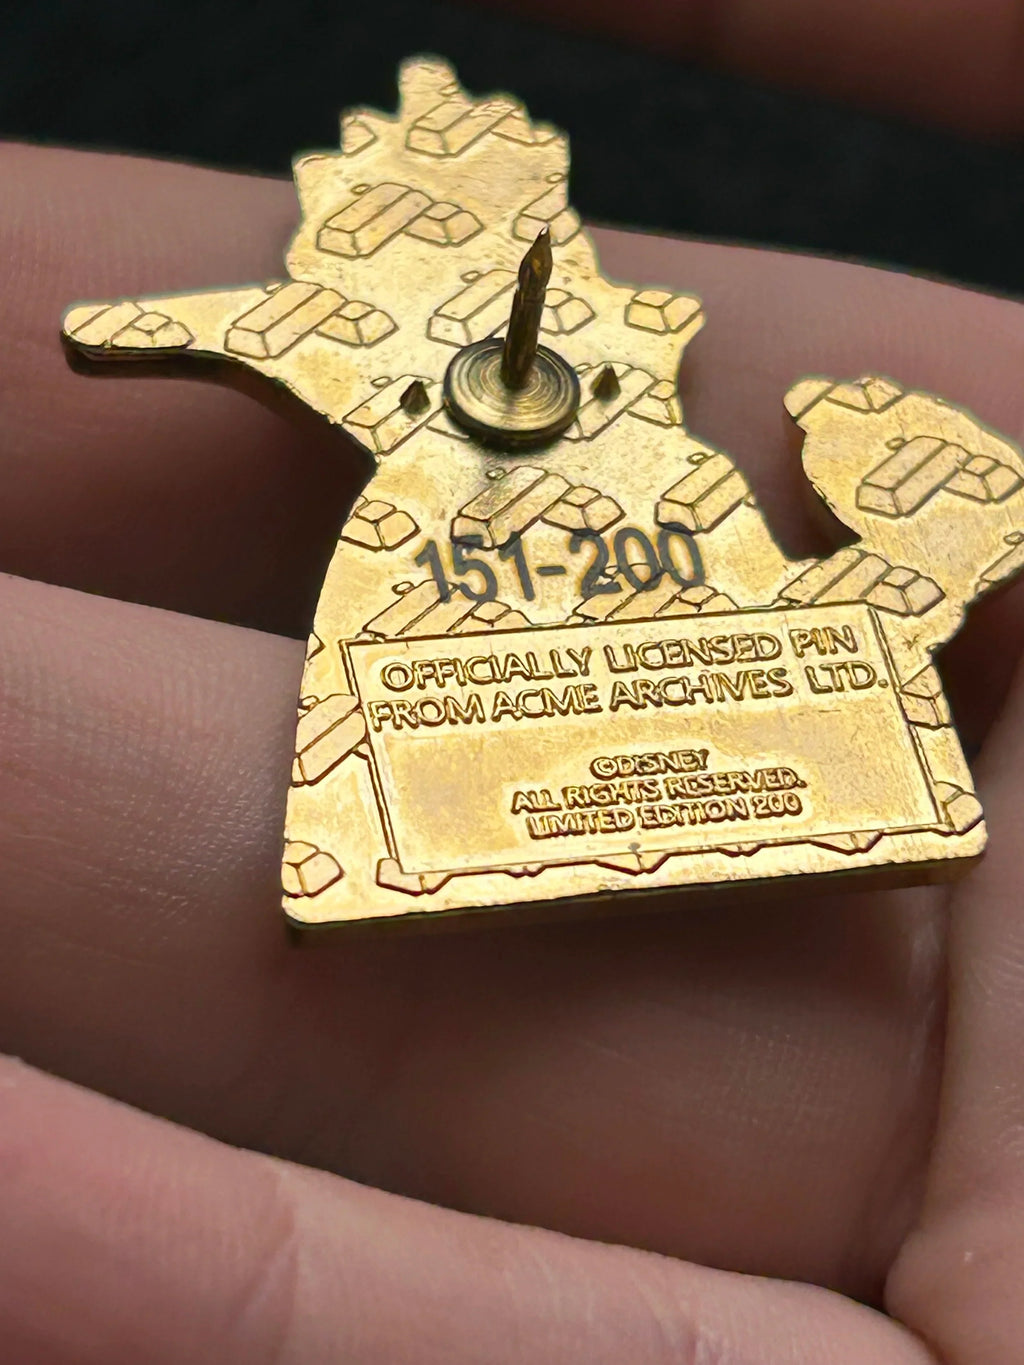 151-200
OFFICIALLY LICENSED PIN
FROM ACME ARCHIVES LTD.
©DISNEY
ALL RIGHTS RESERVED.
LIMITED EDITION 200